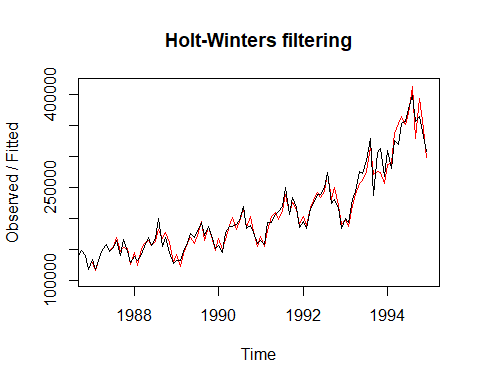 Holt-Winters filtering
Observed / Fitted
400000
250000
100000
1988 1990 1992 1994
Time